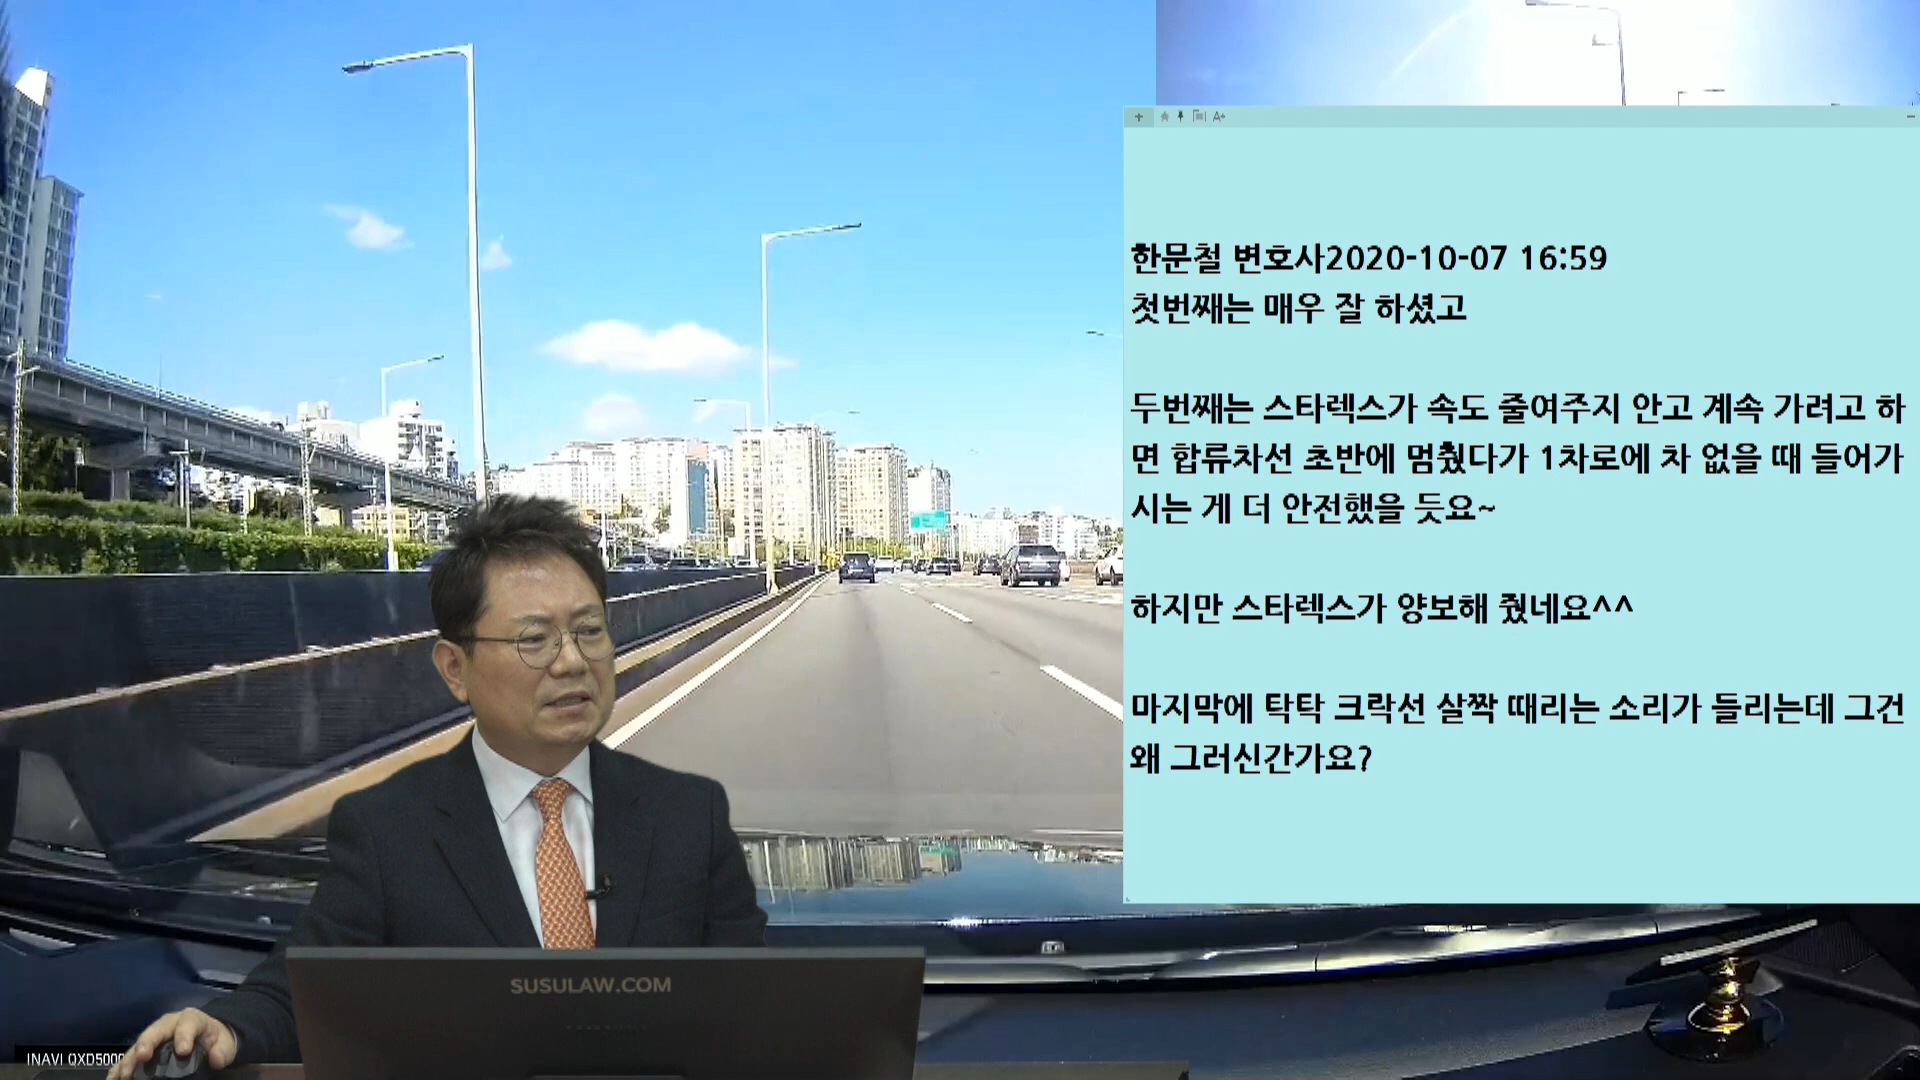 한문철 변호사2020-10-07 16:59
첫번째는 매우 잘 하셨고
두번째는 스타렉스가 속도 줄여주지 안고 계속 가려고 하
면 합류차선 초반에 멈췄다가 1차로에 차 없을 때 들어가
시는 게 더 안전했을 듯요~
하지만 스타렉스가 양보해 줬네요^^
마지막에 탁탁 크락션 살짝 때리는 소리가 들리는데 그건
왜 그러신간가요?
SUSULAW.COM
INAVI QXD5000